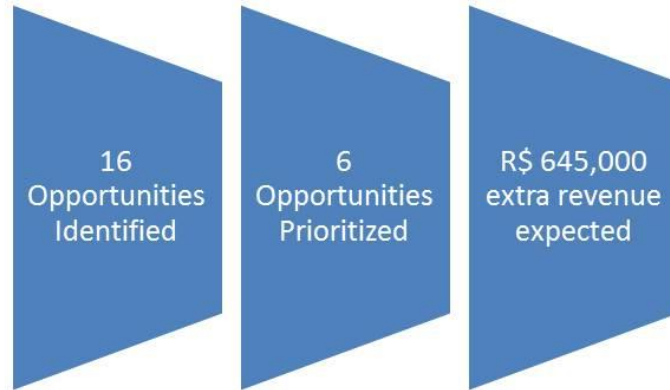 16
Opportunities
Identified
6
Opportunities
Prioritized
R$ 645,000
extra revenue
expected